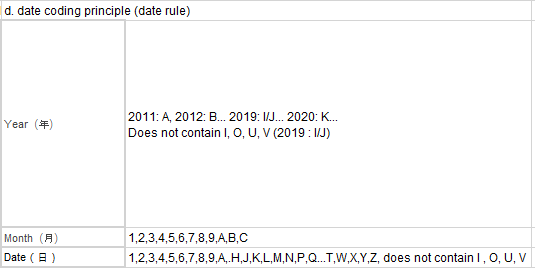 d. date coding principle (date rule)
Year（年）
2011: A, 2012: B... 2019: I/J... 2020: K...
Does not contain I, O, U, V (2019 : I/J)
Month（月）
1,2,3,4,5,6,7,8,9,A,B,C
Date（日）
1,2,3,4,5,6,7,8,9,A,.H,J,K,L,M,N,P,Q...T,W,X,Y,Z, does not contain I , O, U, V